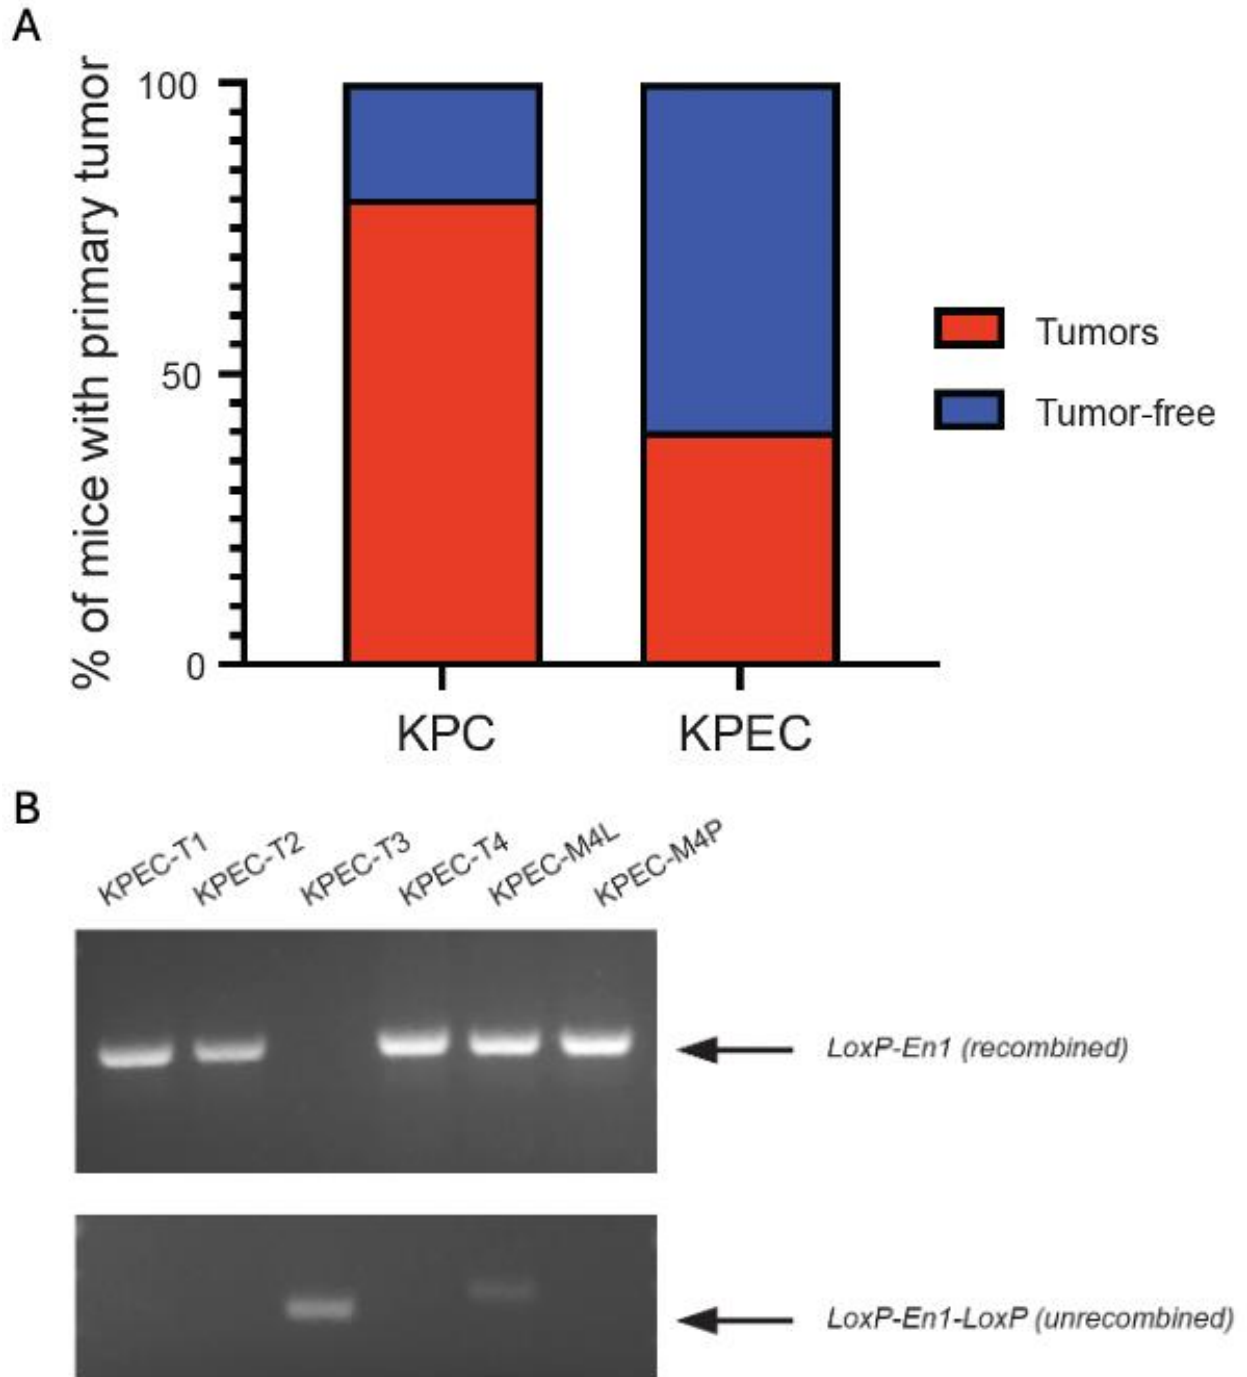 A
% of mice with primary tumor
100
50
0
KPC
KPEC
Tumors
Tumor-free
B
KPEC-T1
KPEC-T2
KPEC-T3
KPEC-T4
KPEC-M4L
KPEC-M4P
LoxP-En1 (recombined)
LoxP-En1-LoxP (unrecombined)